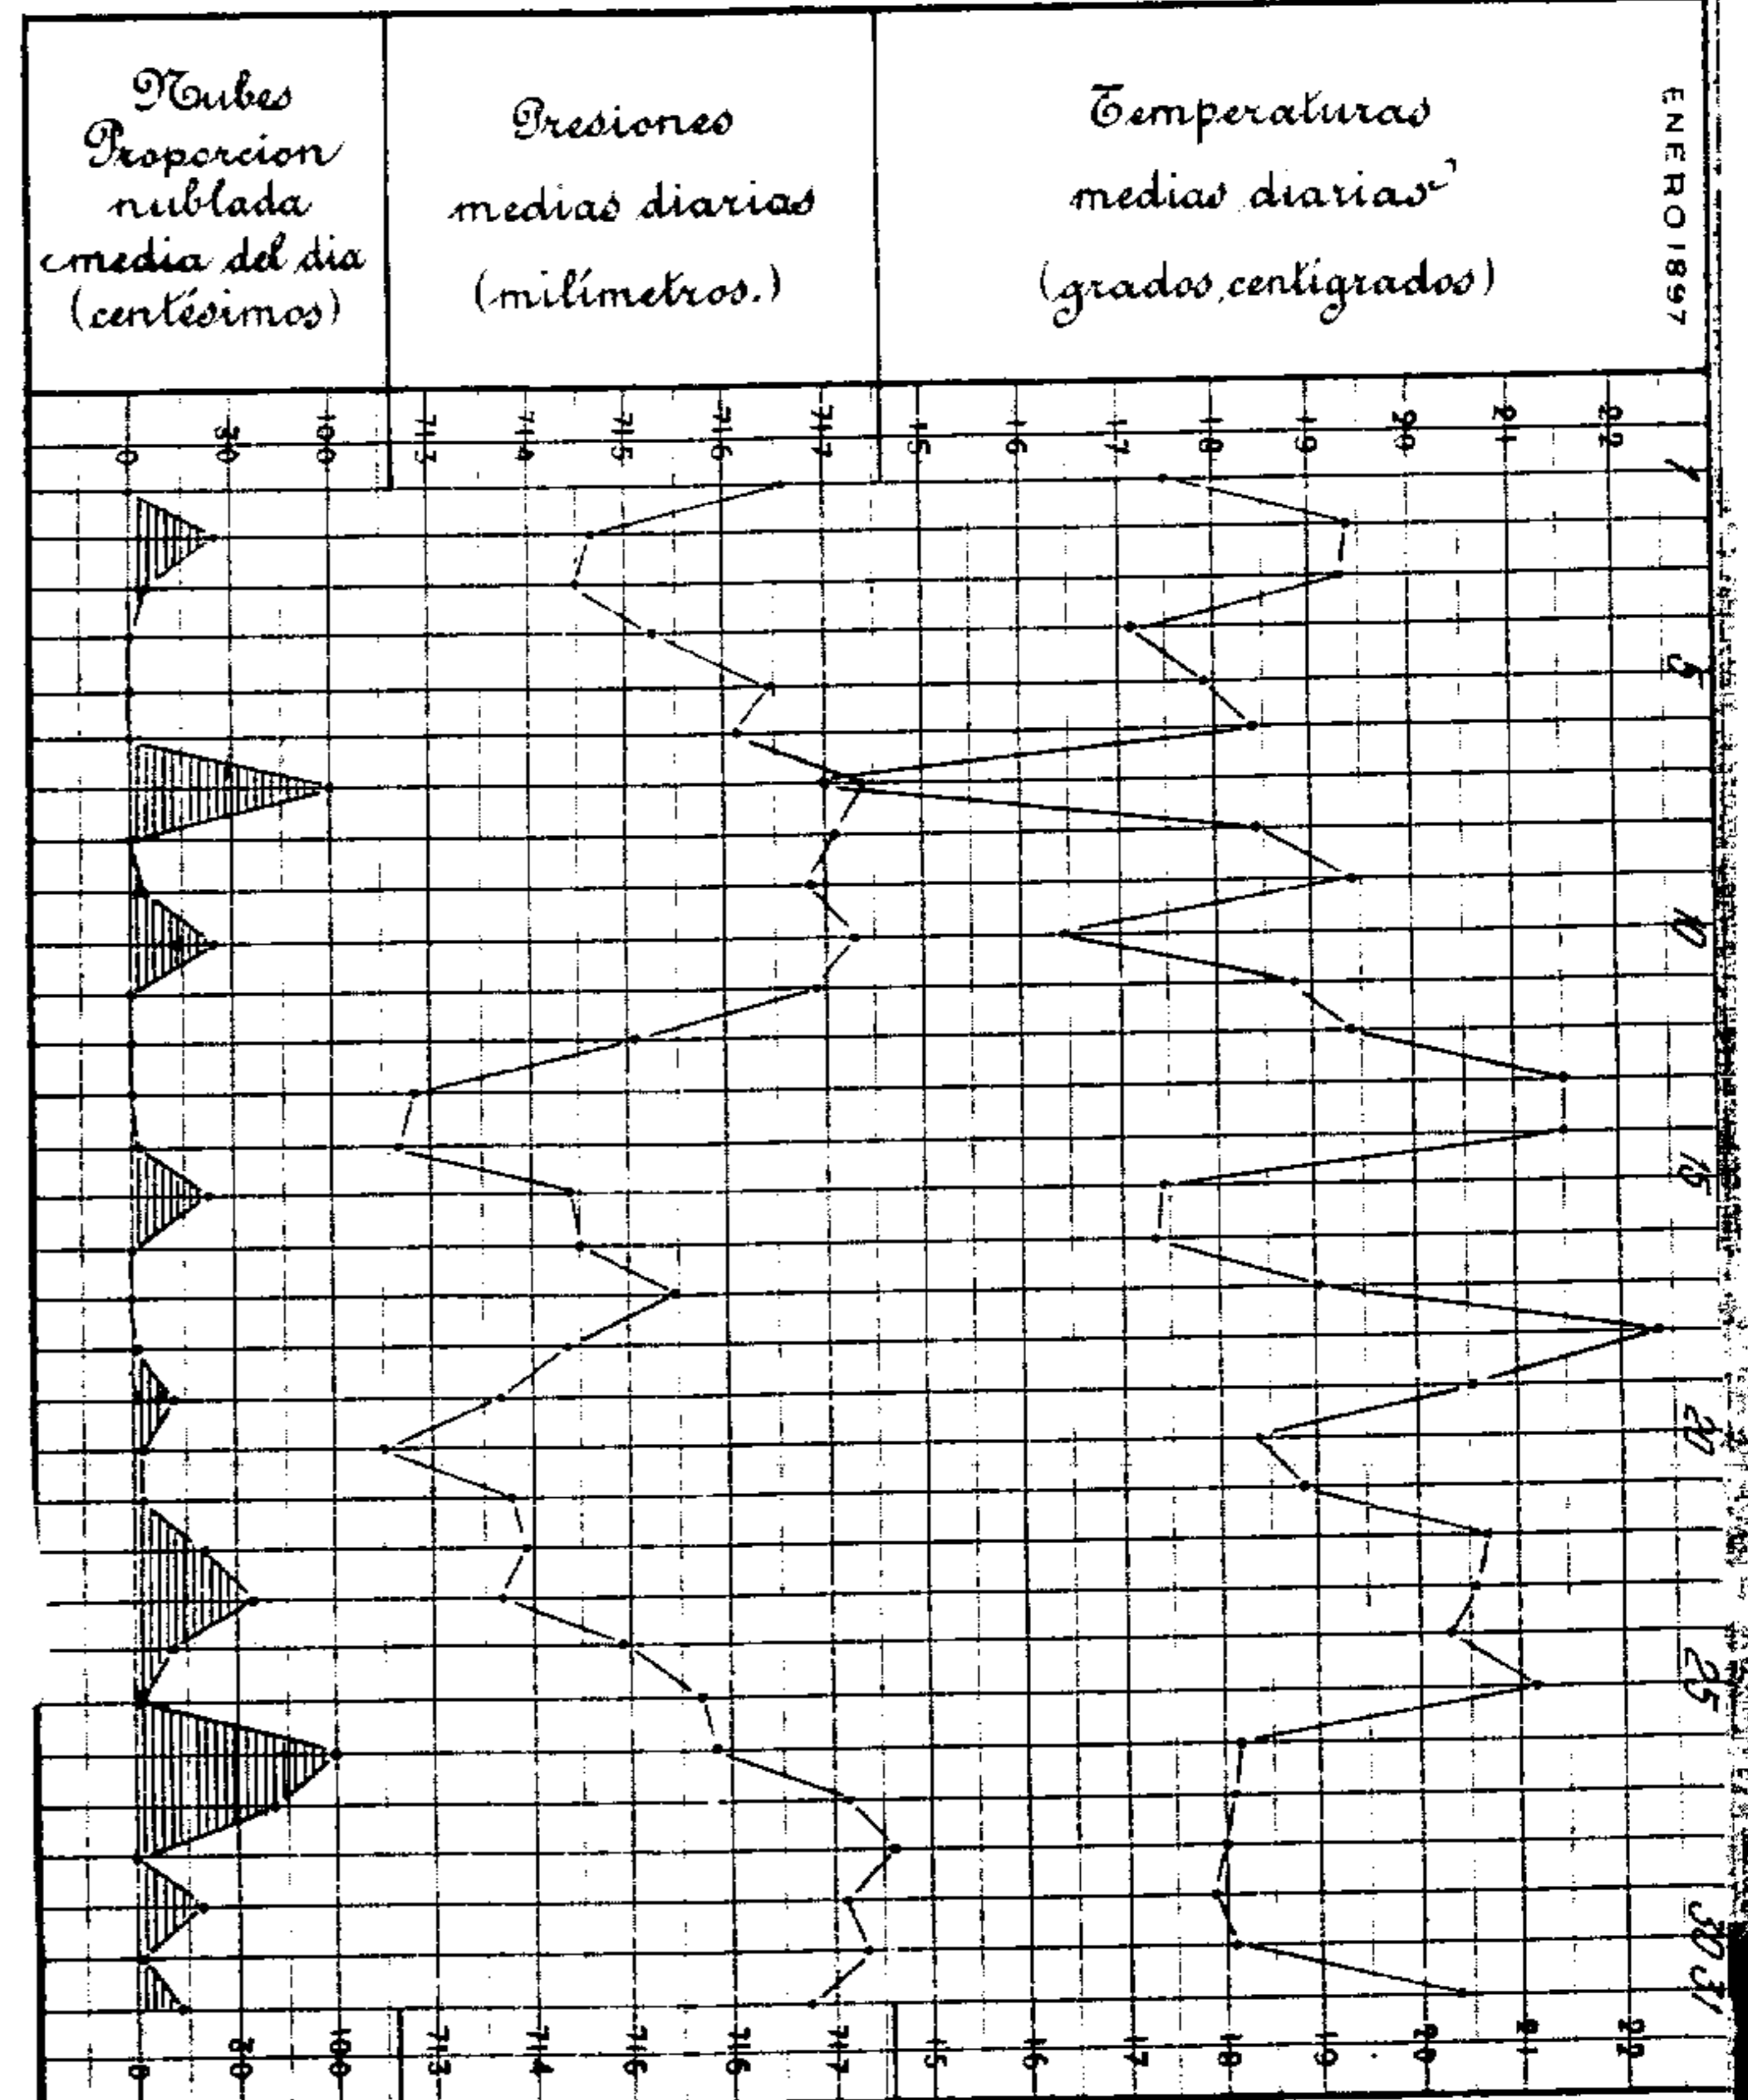 Nubes
Proporcion
nublada
media del dia
(centésimos)
Presiones
medias diarias
(milímetros.)
Temperaturas
medias diarias
(grados centígrados)
ENERO 1897
0 50 100 713 714 715 716 717 15 16 17 18 19 20 21 22
1
5
10
15
20
25
30 31
0 50 100 713 714 715 716 717 15 16 17 18 19 20 21 22